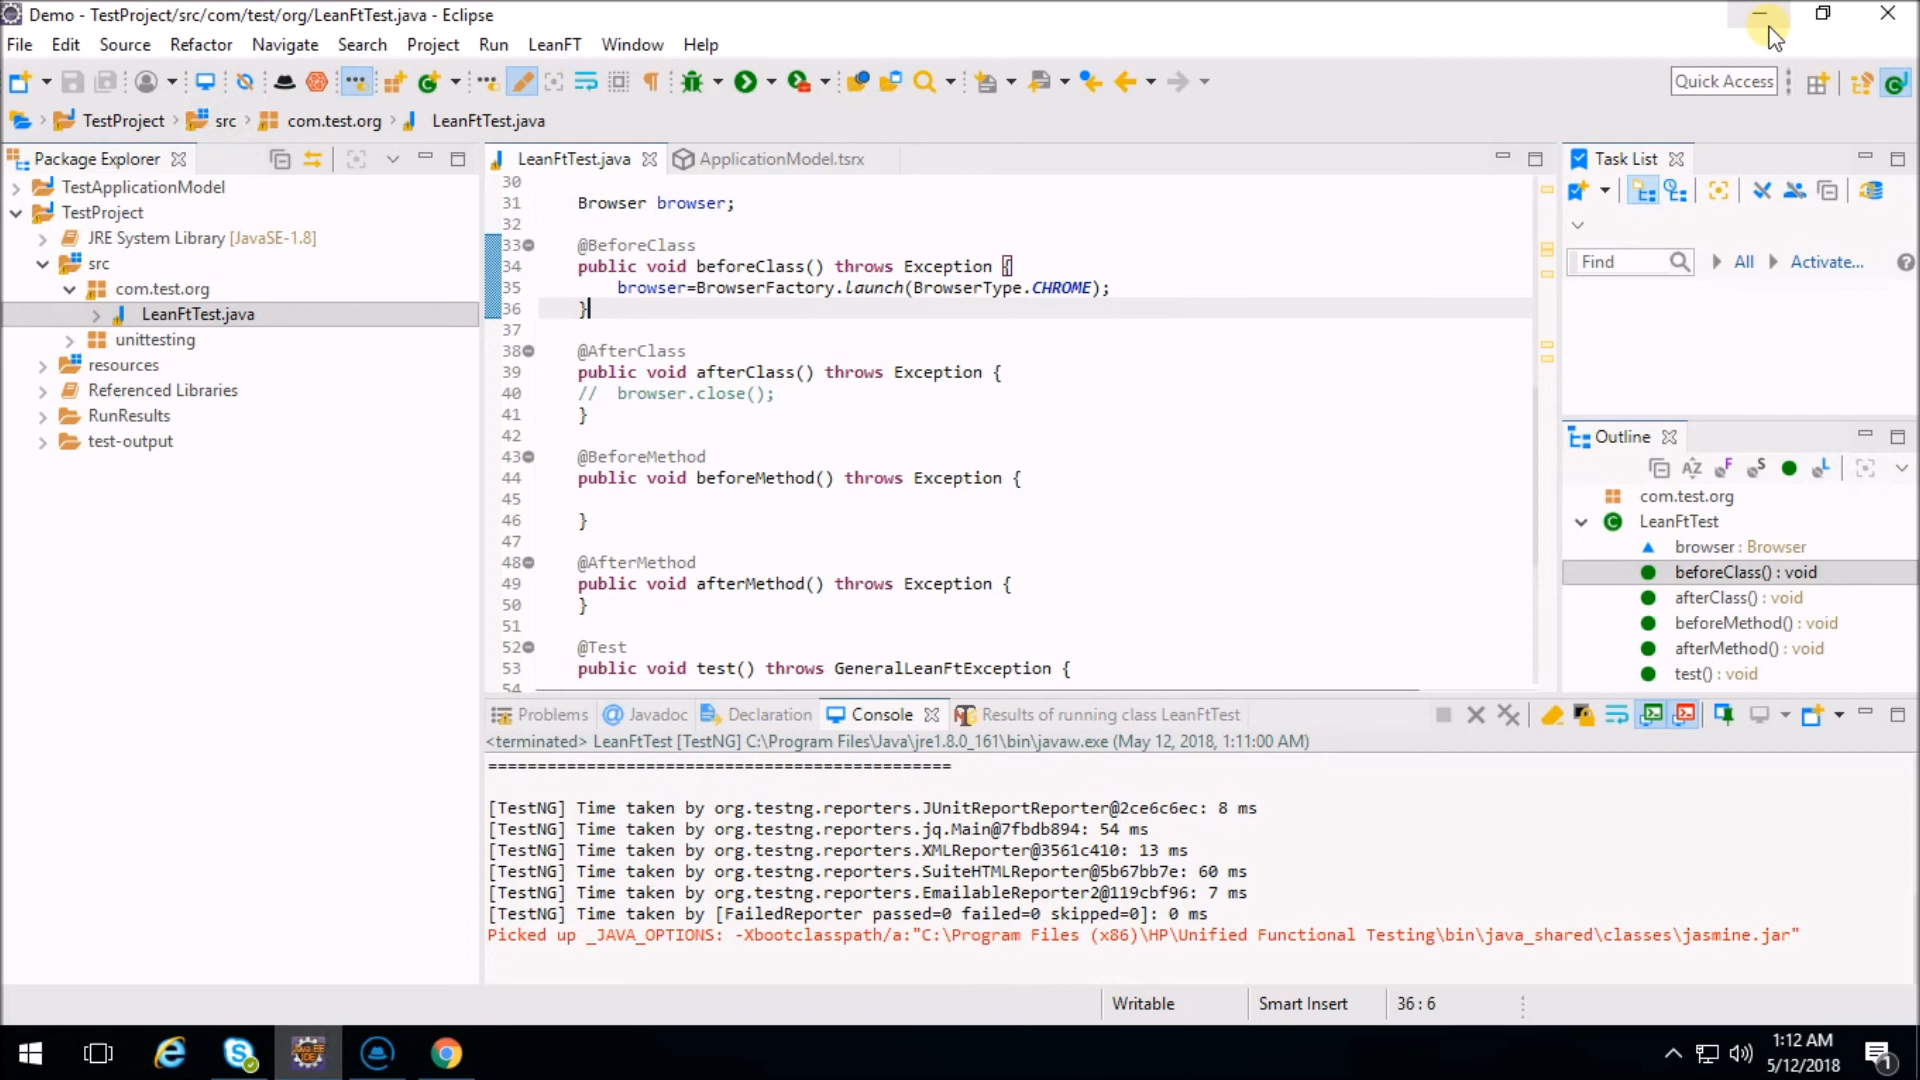 Demo - TestProject/src/com/test/org/LeanFtTest.java - Eclipse
File Edit Source Refactor Navigate Search Project Run LeanFT Window Help
Quick Access
TestProject src com.test.org LeanFtTest.java
Package Explorer
TestApplicationModel
TestProject
JRE System Library [JavaSE-1.8]
src
com.test.org
LeanFtTest.java
unittesting
resources
Referenced Libraries
RunResults
test-output
LeanFtTest.java ApplicationModel.tsrx
30
31 Browser browser;
32
33 @BeforeClass
34 public void beforeClass() throws Exception {
35 browser=BrowserFactory.launch(BrowserType.CHROME);
36 }
37
38 @AfterClass
39 public void afterClass() throws Exception {
40 // browser.close();
41 }
42
43 @BeforeMethod
44 public void beforeMethod() throws Exception {
45
46 }
47
48 @AfterMethod
49 public void afterMethod() throws Exception {
50 }
51
52 @Test
53 public void test() throws GeneralLeanFtException {
54
Task List
Find All Activate...
Outline
com.test.org
LeanFtTest
browser : Browser
beforeClass() : void
afterClass() : void
beforeMethod() : void
afterMethod() : void
test() : void
Problems Javadoc Declaration Console Results of running class LeanFtTest
<terminated> LeanFtTest [TestNG] C:\Program Files\Java\jre1.8.0_161\bin\javaw.exe (May 12, 2018, 1:11:00 AM)
===============================================
[TestNG] Time taken by org.testng.reporters.JUnitReportReporter@2ce6c6ec: 8 ms
[TestNG] Time taken by org.testng.reporters.jq.Main@7fbdb894: 54 ms
[TestNG] Time taken by org.testng.reporters.XMLReporter@3561c410: 13 ms
[TestNG] Time taken by org.testng.reporters.SuiteHTMLReporter@5b67bb7e: 60 ms
[TestNG] Time taken by org.testng.reporters.EmailableReporter2@119cbf96: 7 ms
[TestNG] Time taken by [FailedReporter passed=0 failed=0 skipped=0]: 0 ms
Picked up _JAVA_OPTIONS: -Xbootclasspath/a:"C:\Program Files (x86)\HP\Unified Functional Testing\bin\java_shared\classes\jasmine.jar"
Writable Smart Insert 36 : 6
1:12 AM
5/12/2018
1